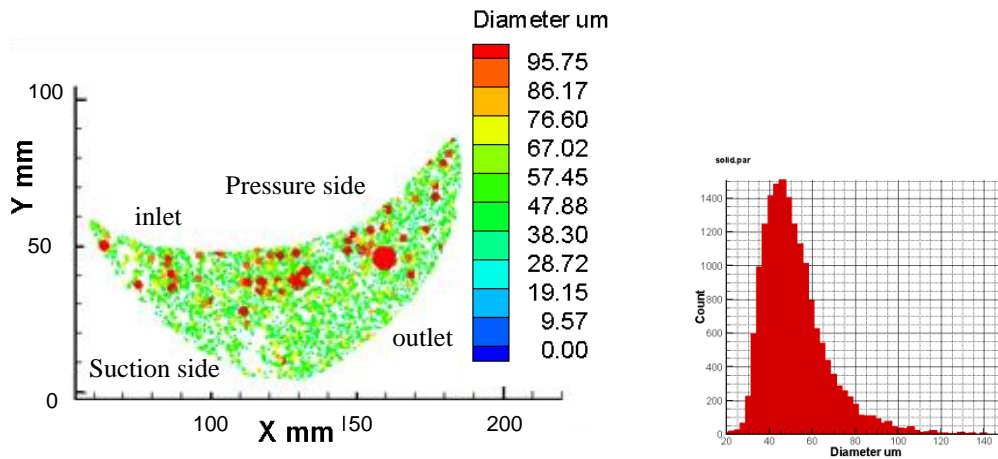 Diameter um
95.75
86.17
76.60
67.02
57.45
47.88
38.30
28.72
19.15
9.57
0.00
100
50
0
Y mm
Pressure side
inlet
outlet
Suction side
100 150 200
X mm
solid.par
1400
1200
1000
800
600
400
200
0
Count
20 40 60 80 100 120 140
Diameter um